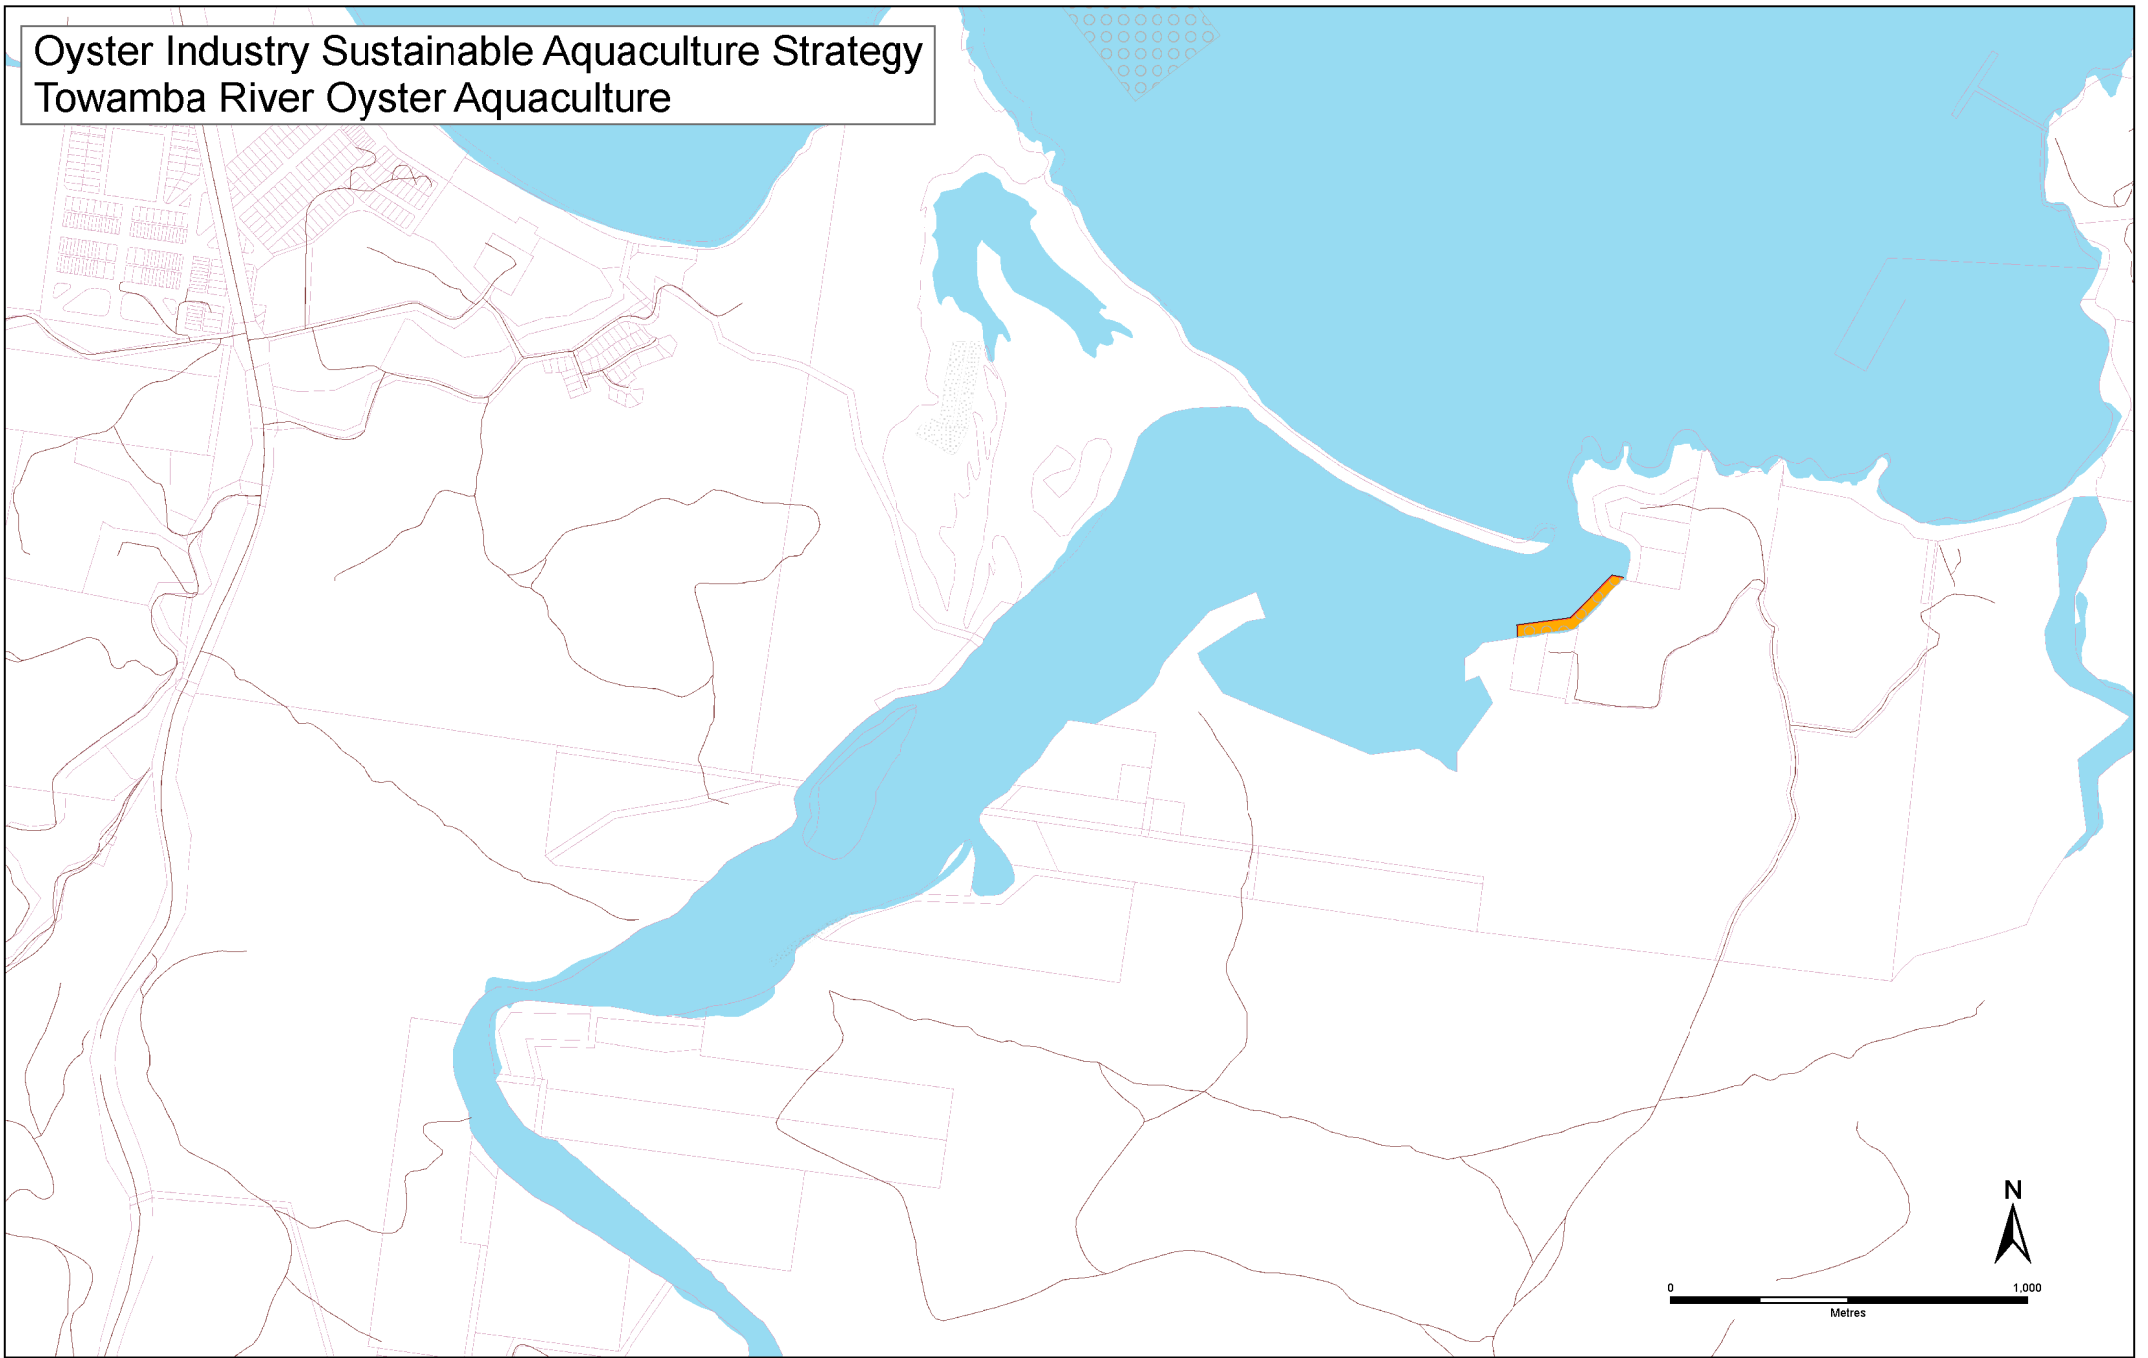 Oyster Industry Sustainable Aquaculture Strategy
Towamba River Oyster Aquaculture
N
0 1,000
Metres